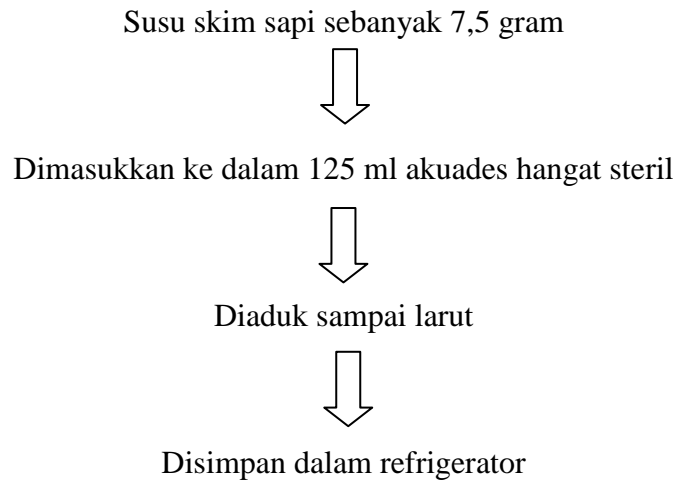 Susu skim sapi sebanyak 7,5 gram
Dimasukkan ke dalam 125 ml akuades hangat steril
Diaduk sampai larut
Disimpan dalam refrigerator